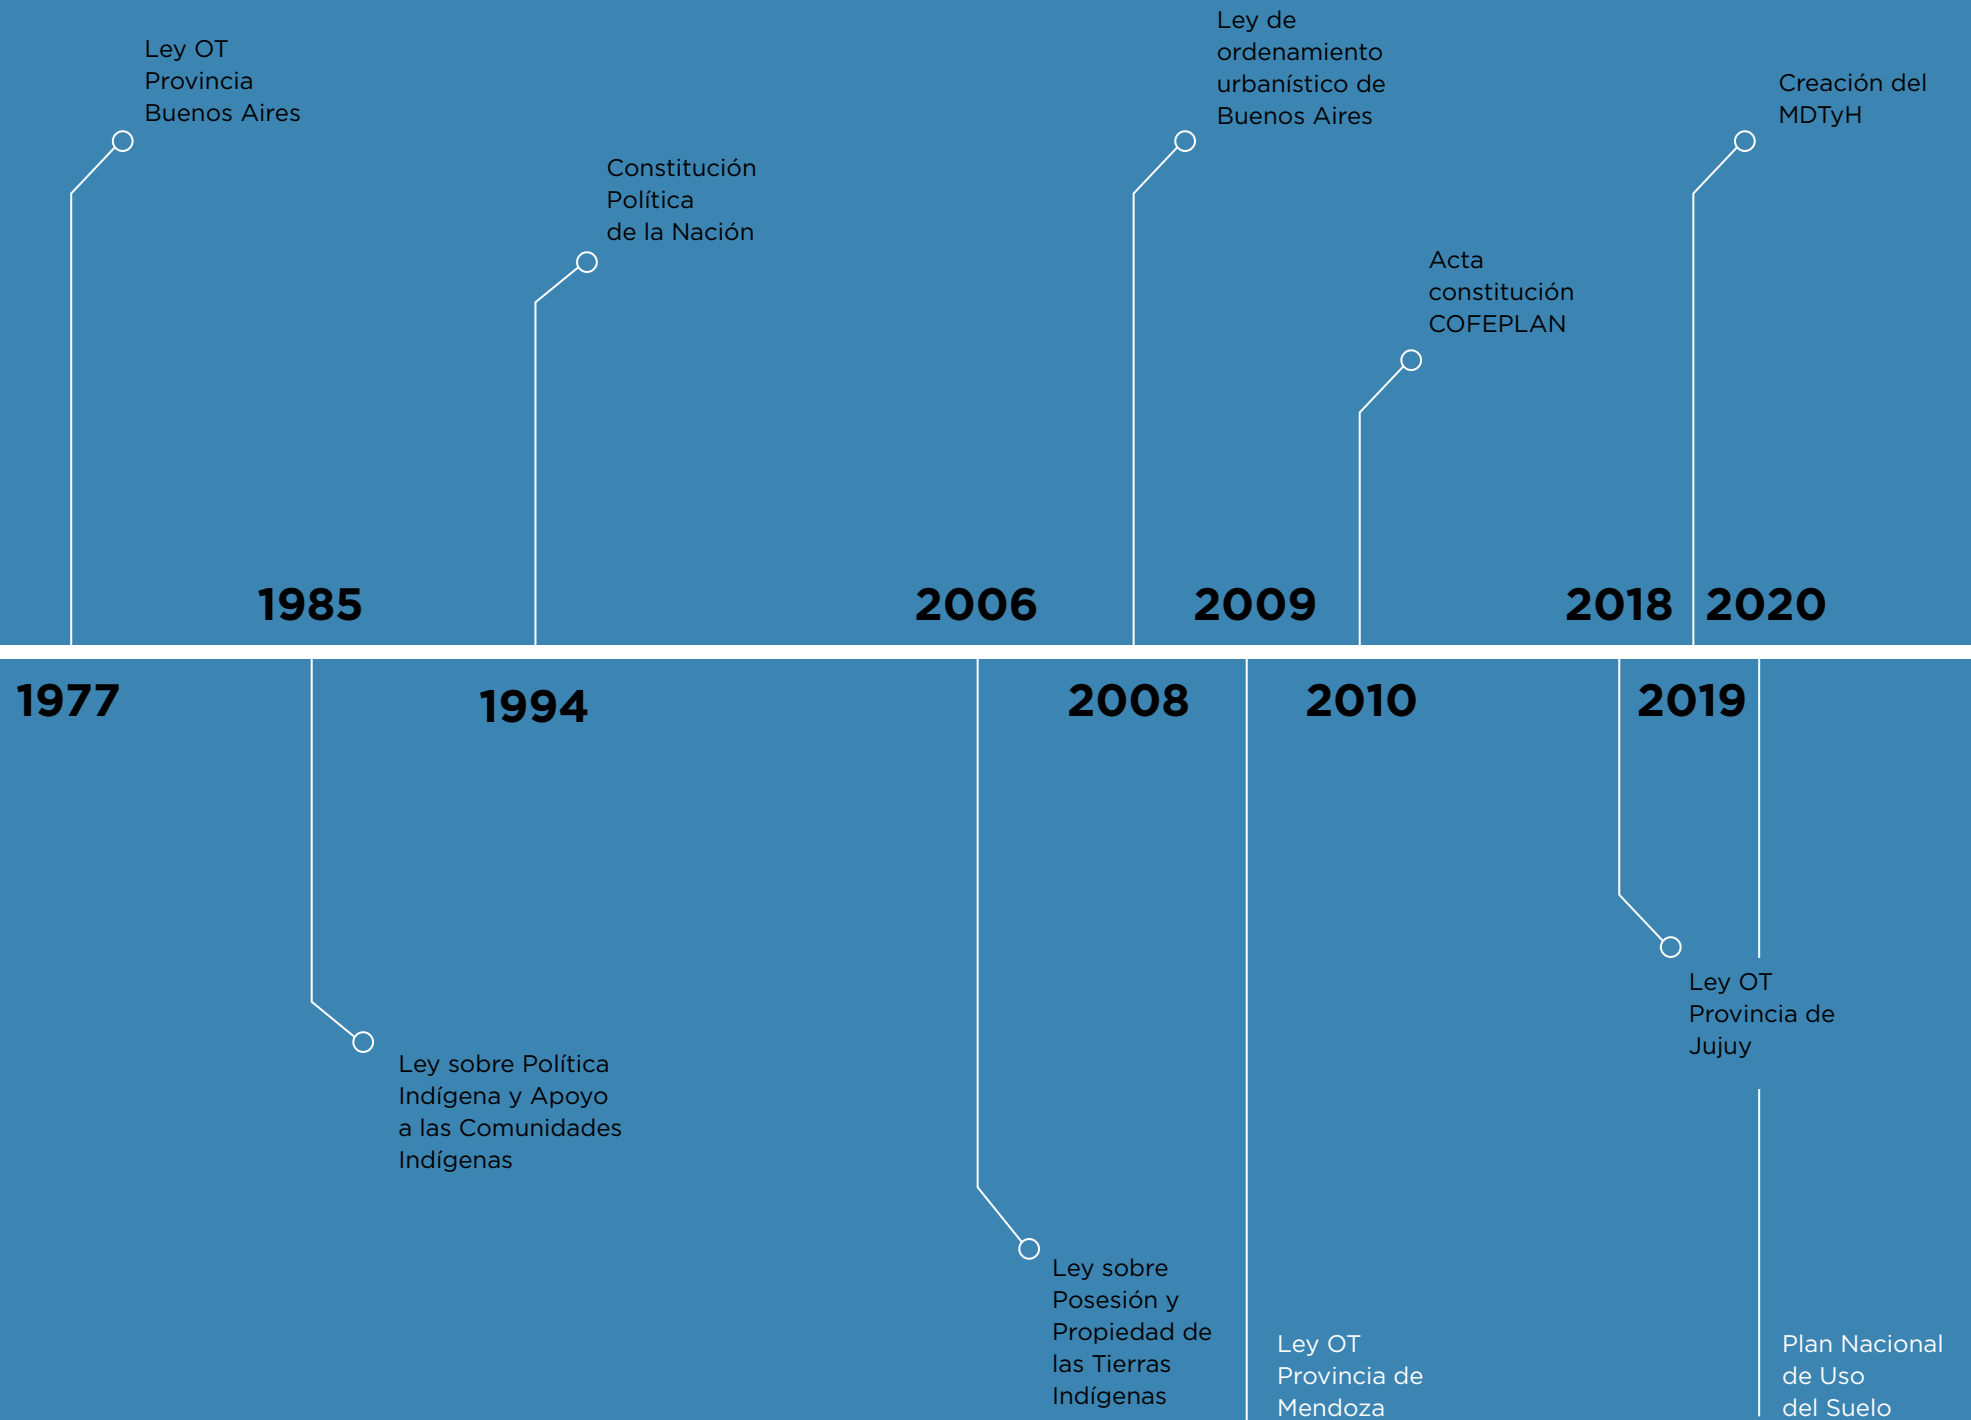 Ley OT
Provincia
Buenos Aires
Constitución
Política
de la Nación
Ley de
ordenamiento
urbanístico de
Buenos Aires
Acta
constitución
COFEPLAN
Creación del
MDTyH
1985
2006
2009
2018
2020
1977
1994
2008
2010
2019
Ley sobre Política
Indígena y Apoyo
a las Comunidades
Indígenas
Ley sobre
Posesión y
Propiedad de
las Tierras
Indígenas
Ley OT
Provincia de
Mendoza
Ley OT
Provincia de
Jujuy
Plan Nacional
de Uso
del Suelo